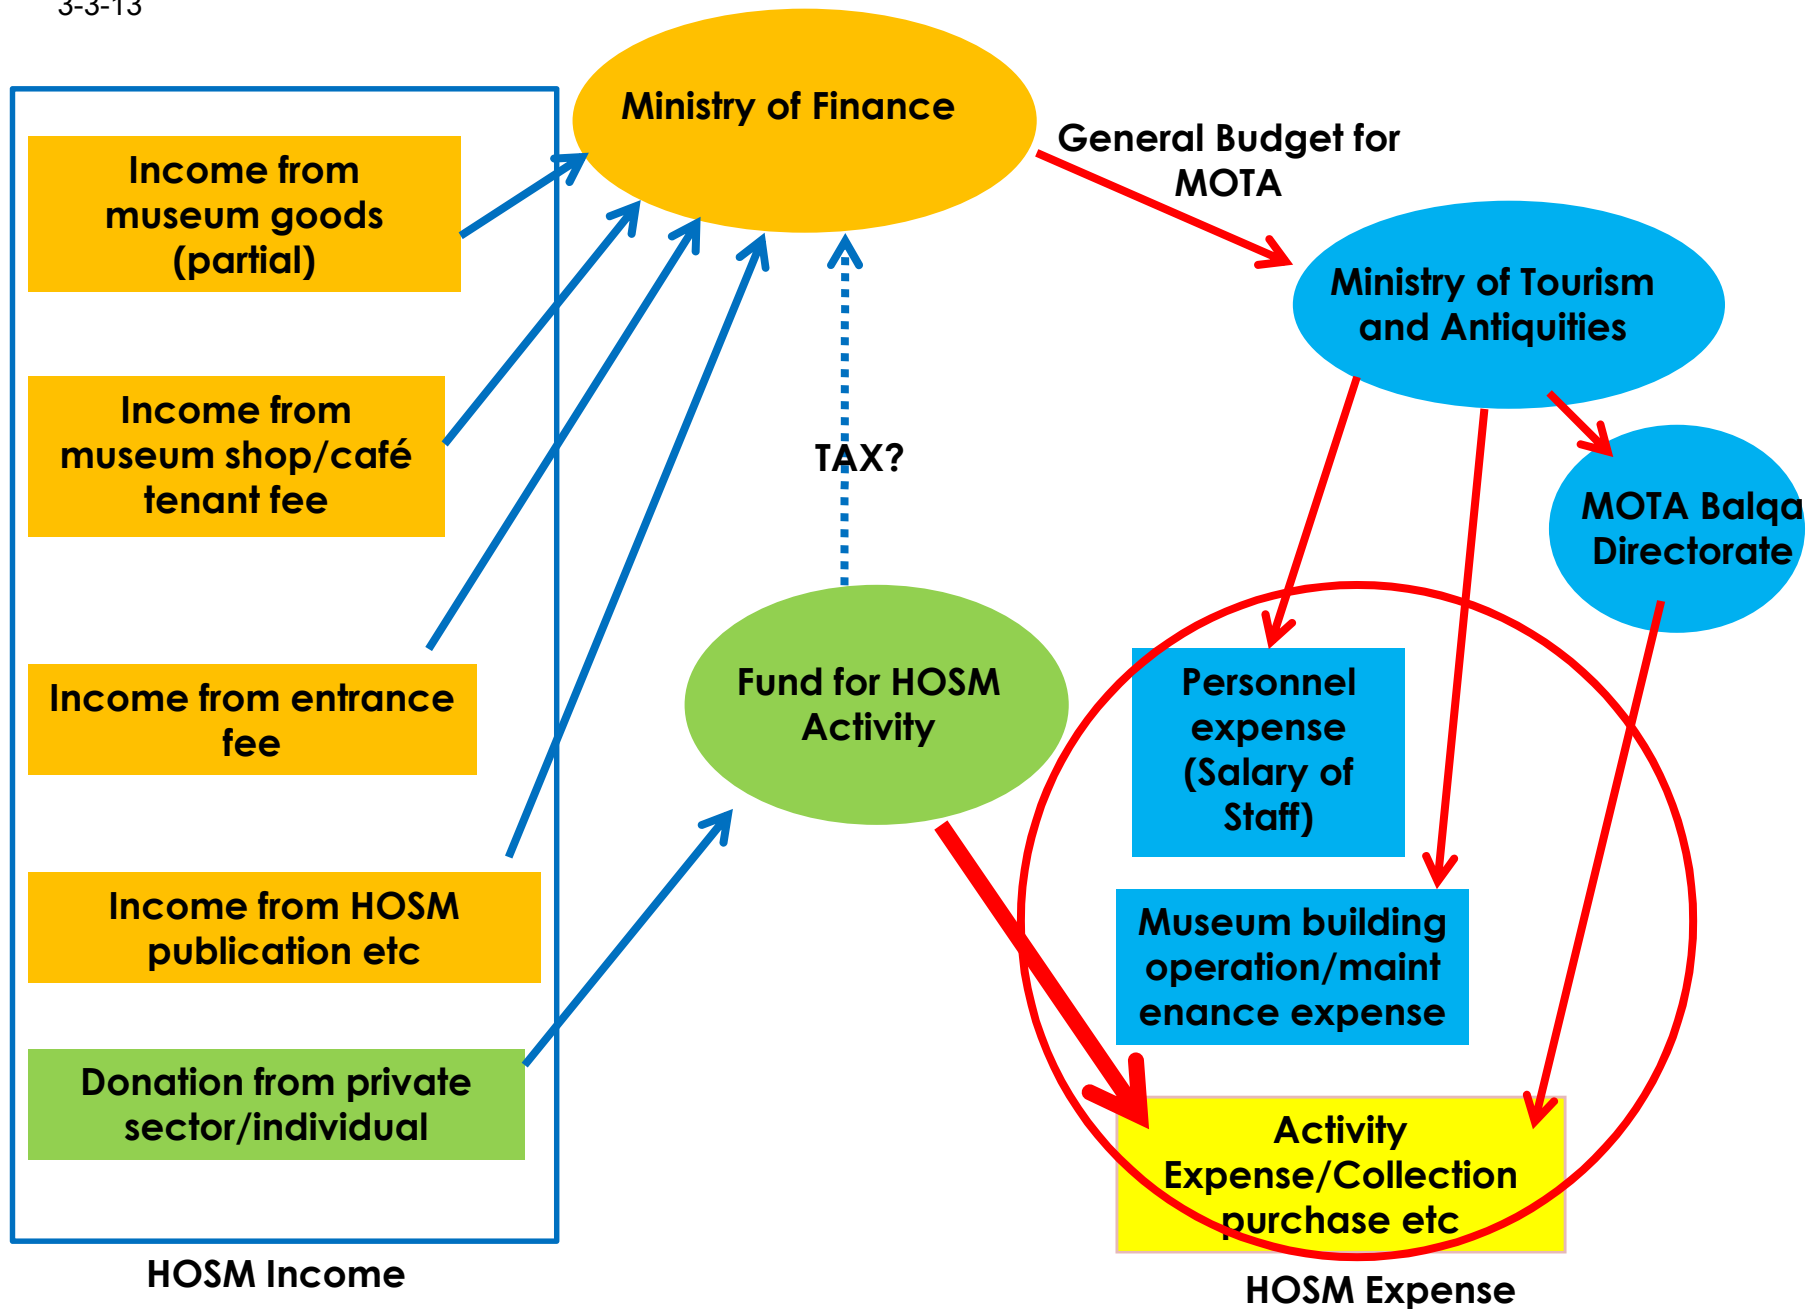 3-3-13
Ministry of Finance
General Budget for
MOTA
Income from
museum goods
(partial)
Ministry of Tourism
and Antiquities
Income from
museum shop/café
tenant fee
TAX?
MOTA Balqa
Directorate
Income from entrance
fee
Fund for HOSM
Activity
Personnel
expense
(Salary of
Staff)
Income from HOSM
publication etc
Museum building
operation/maint
enance expense
Donation from private
sector/individual
Activity
Expense/Collection
purchase etc
HOSM Income
HOSM Expense